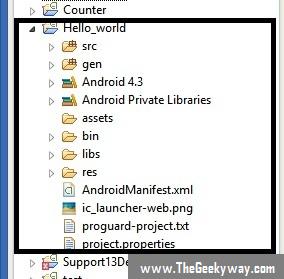 Counter
Hello_world
src
gen
Android 4.3
Android Private Libraries
assets
bin
libs
res
AndroidManifest.xml
ic_launcher-web.png
proguard-project.txt
project.properties
Support13De
www.TheGeekyway.com
test